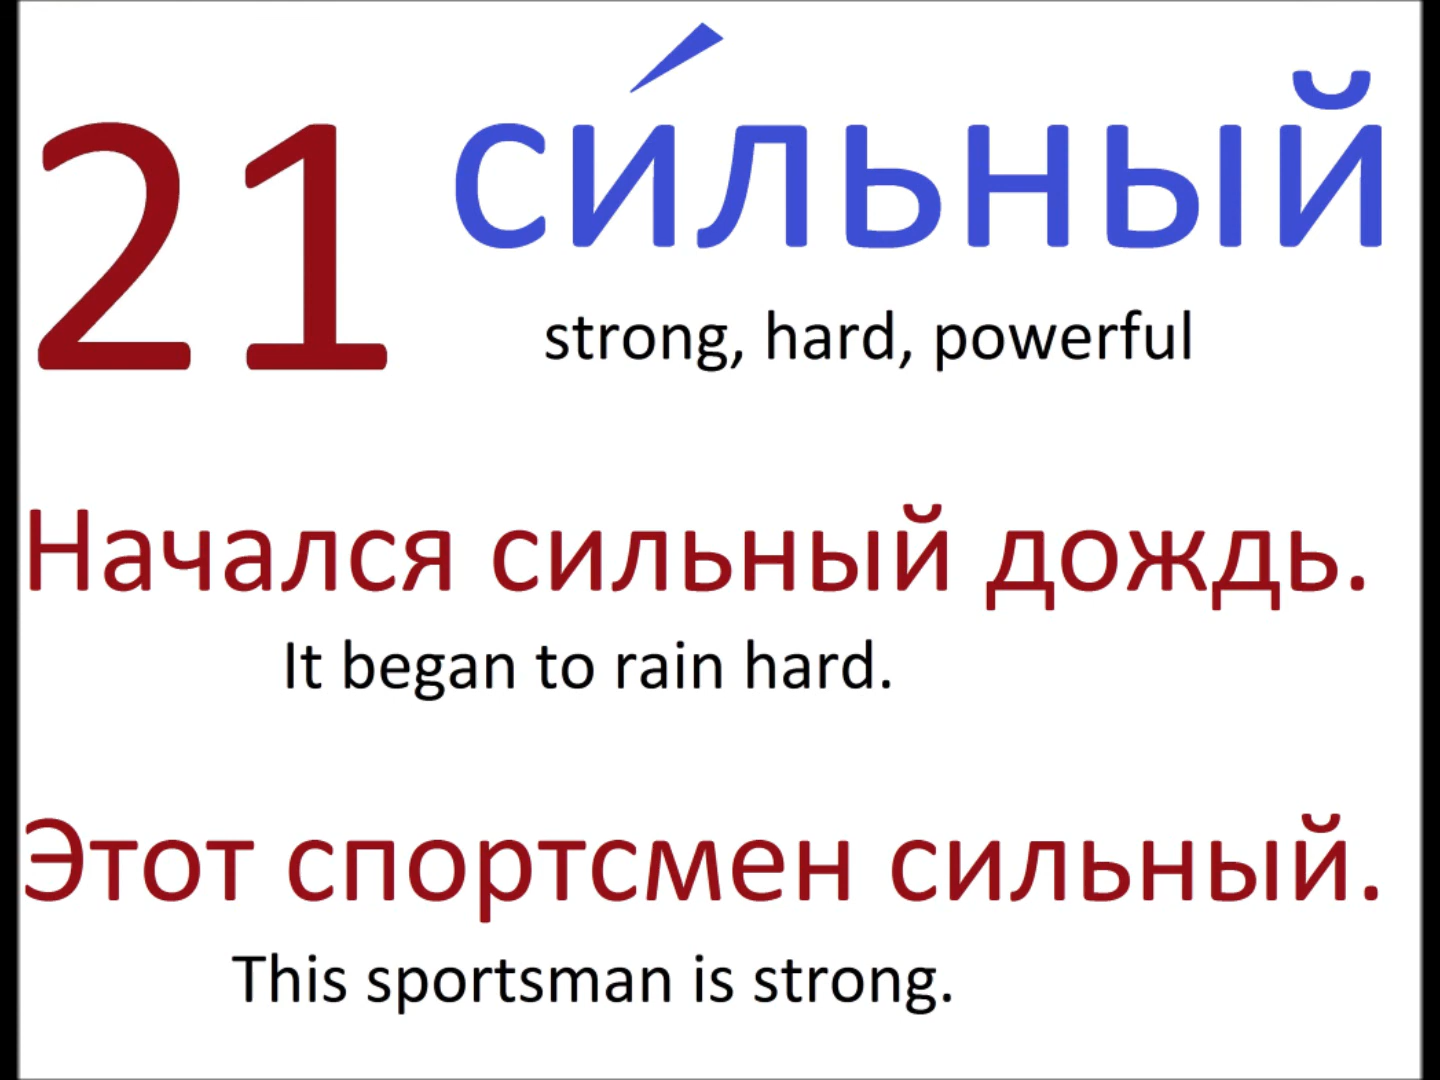 21 си́льный
strong, hard, powerful
Начался сильный дождь.
It began to rain hard.
Этот спортсмен сильный.
This sportsman is strong.